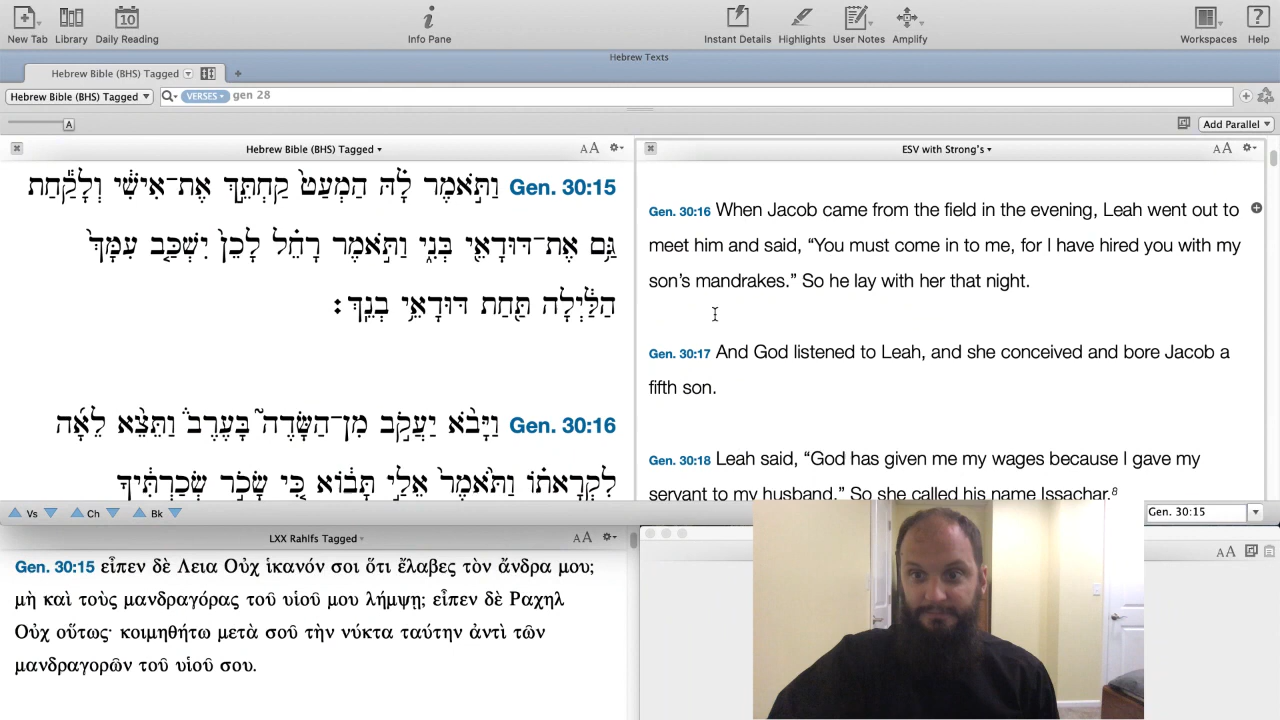 New Tab Library Daily Reading Info Pane Instant Details Highlights User Notes Amplify Workspaces Help
10
Hebrew Texts
Hebrew Bible (BHS) Tagged
Hebrew Bible (BHS) Tagged VERSES gen 28
A Add Parallel
Hebrew Bible (BHS) Tagged AA
Gen. 30:15 וַתֹּ֣אמֶר לָ֗הּ הַמְעַט֙ קַחְתֵּ֣ךְ אֶת־אִישִׁ֔י וְלָקַ֕חַת
גַּ֥ם אֶת־דּוּדָאֵ֖י בְּנִ֑י וַתֹּ֣אמֶר רָחֵ֗ל לָכֵן֙ יִשְׁכַּ֤ב עִמָּךְ֙
הַלַּ֔יְלָה תַּ֖חַת דּוּדָאֵ֥י בְנֵֽךְ׃
Gen. 30:16 וַיָּבֹ֨א יַעֲקֹ֣ב מִן־הַשָּׂדֶה֮ בָּעֶרֶב֒ וַתֵּצֵ֨א לֵאָ֜ה
לִקְרָאת֗וֹ וַתֹּ֙אמֶר֙ אֵלַ֣י תָּב֔וֹא כִּ֚י שָׂכֹ֣ר שְׂכַרְתִּ֔יךָ
Vs Ch Bk
ESV with Strong's AA
Gen. 30:16 When Jacob came from the field in the evening, Leah went out to
meet him and said, “You must come in to me, for I have hired you with my
son’s mandrakes.” So he lay with her that night.
Gen. 30:17 And God listened to Leah, and she conceived and bore Jacob a
fifth son.
Gen. 30:18 Leah said, “God has given me my wages because I gave my
servant to my husband.” So she called his name Issachar.⁸
Gen. 30:15
LXX Rahlfs Tagged AA
Gen. 30:15 εἶπεν δὲ Λεια Οὐχ ἱκανόν σοι ὅτι ἔλαβες τὸν ἄνδρα μου;
μὴ καὶ τοὺς μανδραγόρας τοῦ υἱοῦ μου λήμψῃ; εἶπεν δὲ Ραχηλ
Οὐχ οὕτως· κοιμηθήτω μετὰ σοῦ τὴν νύκτα ταύτην ἀντὶ τῶν
μανδραγορῶν τοῦ υἱοῦ σου.
AA